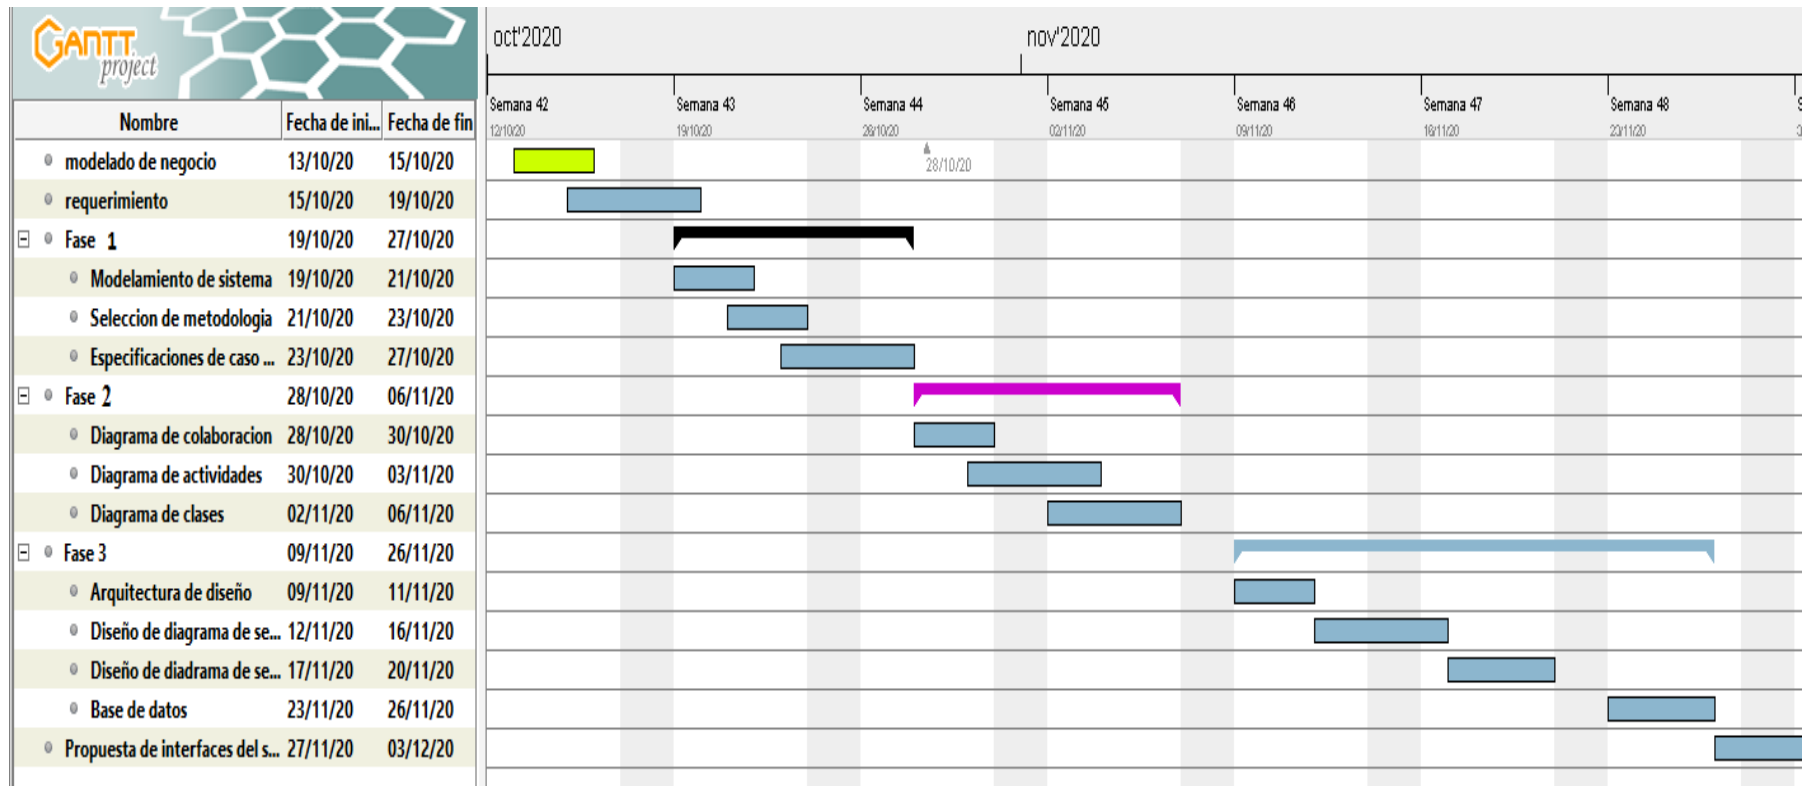 GANTT
project
oct'2020 nov'2020
Semana 42 Semana 43 Semana 44 Semana 45 Semana 46 Semana 47 Semana 48
12/10/20 19/10/20 26/10/20 02/11/20 09/11/20 16/11/20 23/11/20
Nombre Fecha de ini... Fecha de fin
modelado de negocio 13/10/20 15/10/20
28/10/20
requerimiento 15/10/20 19/10/20
Fase 1 19/10/20 27/10/20
Modelamiento de sistema 19/10/20 21/10/20
Seleccion de metodologia 21/10/20 23/10/20
Especificaciones de caso ... 23/10/20 27/10/20
Fase 2 28/10/20 06/11/20
Diagrama de colaboracion 28/10/20 30/10/20
Diagrama de actividades 30/10/20 03/11/20
Diagrama de clases 02/11/20 06/11/20
Fase 3 09/11/20 26/11/20
Arquitectura de diseño 09/11/20 11/11/20
Diseño de diagrama de se... 12/11/20 16/11/20
Diseño de diadrama de se... 17/11/20 20/11/20
Base de datos 23/11/20 26/11/20
Propuesta de interfaces del s... 27/11/20 03/12/20